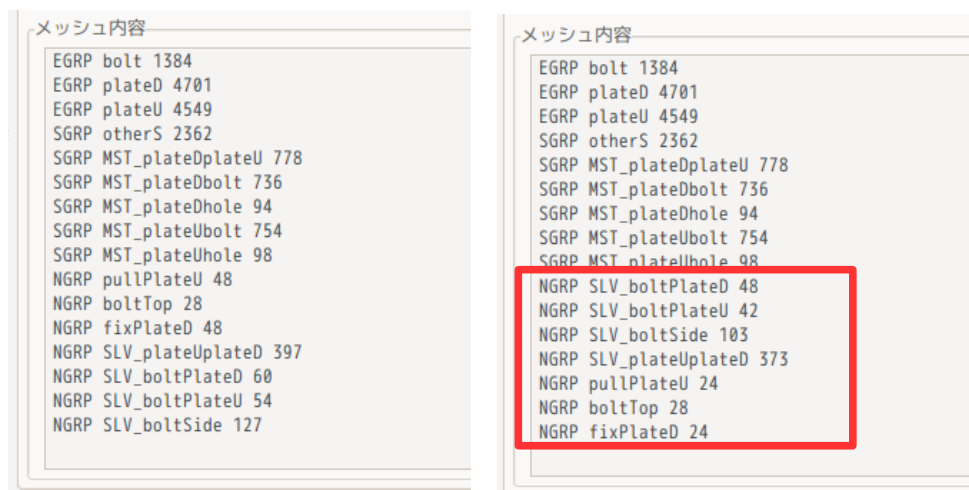 メッシュ内容
EGRP bolt 1384
EGRP plateD 4701
EGRP plateU 4549
SGRP otherS 2362
SGRP MST_plateDplateU 778
SGRP MST_plateDbolt 736
SGRP MST_plateDhole 94
SGRP MST_plateUbolt 754
SGRP MST_plateUhole 98
NGRP pullPlateU 48
NGRP boltTop 28
NGRP fixPlateD 48
NGRP SLV_plateUplateD 397
NGRP SLV_boltPlateD 60
NGRP SLV_boltPlateU 54
NGRP SLV_boltSide 127
メッシュ内容
EGRP bolt 1384
EGRP plateD 4701
EGRP plateU 4549
SGRP otherS 2362
SGRP MST_plateDplateU 778
SGRP MST_plateDbolt 736
SGRP MST_plateDhole 94
SGRP MST_plateUbolt 754
SGRP MST_plateUhole 98
NGRP SLV_boltPlateD 48
NGRP SLV_boltPlateU 42
NGRP SLV_boltSide 103
NGRP SLV_plateUplateD 373
NGRP pullPlateU 24
NGRP boltTop 28
NGRP fixPlateD 24